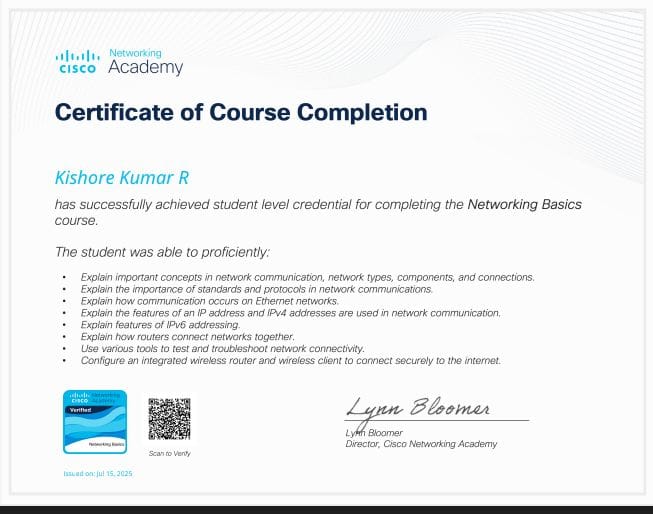 Networking
CISCO Academy
Certificate of Course Completion
Kishore Kumar R
has successfully achieved student level credential for completing the Networking Basics
course.
The student was able to proficiently:
• Explain important concepts in network communication, network types, components, and connections.
• Explain the importance of standards and protocols in network communications.
• Explain how communication occurs on Ethernet networks.
• Explain the features of an IP address and IPv4 addresses are used in network communication.
• Explain features of IPv6 addressing.
• Explain how routers connect networks together.
• Use various tools to test and troubleshoot network connectivity.
• Configure an integrated wireless router and wireless client to connect securely to the internet.
CISCO Networking Academy
Verified
Networking Basics
Scan to Verify
Lynn Bloomer
Lynn Bloomer
Director, Cisco Networking Academy
Issued on: Jul 15, 2025